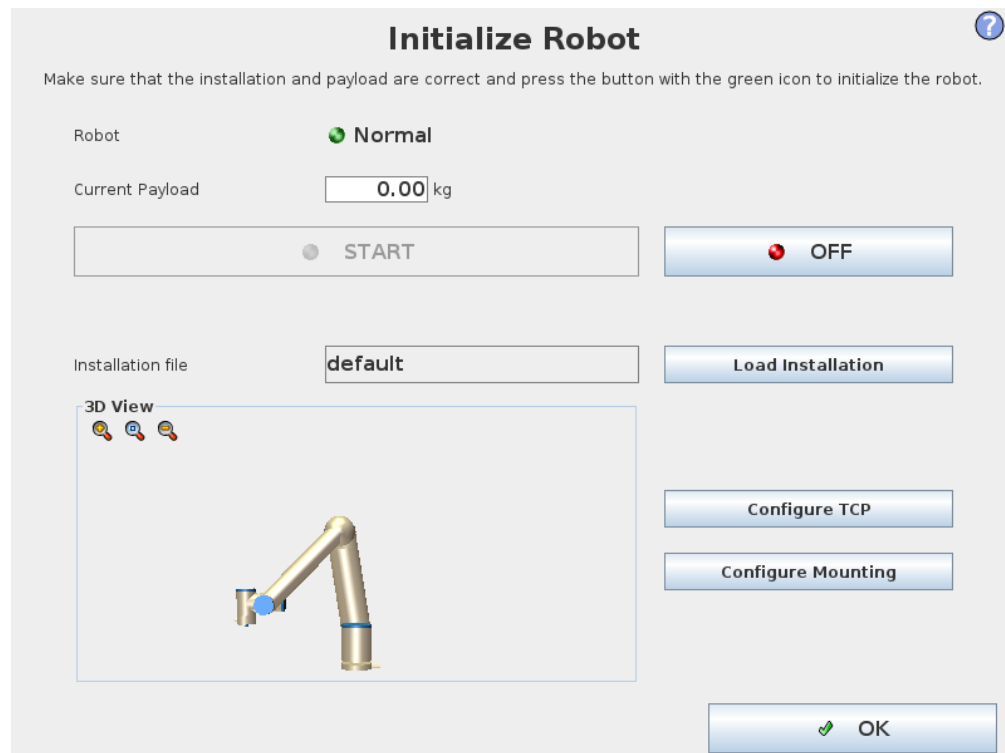 Initialize Robot
?
Make sure that the installation and payload are correct and press the button with the green icon to initialize the robot.
Robot
Normal
Current Payload
0.00 kg
START
OFF
Installation file
default
Load Installation
3D View
Configure TCP
Configure Mounting
OK